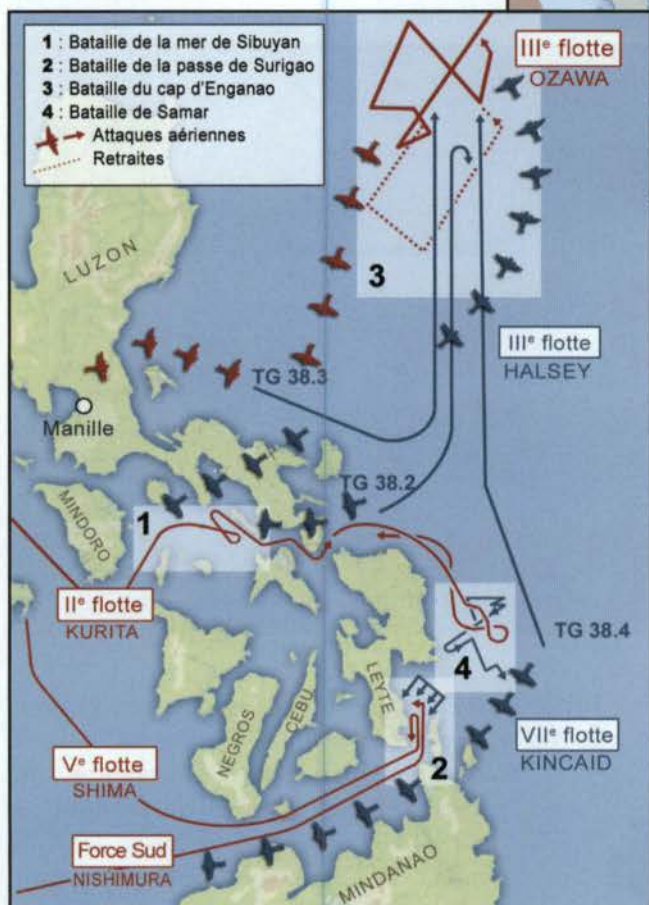 1 : Bataille de la mer de Sibuyan
2 : Bataille de la passe de Surigao
3 : Bataille du cap d'Enganao
4 : Bataille de Samar
Attaques aériennes
Retraites
IIIe flotte
OZAWA
LUZON
3
IIIe flotte
HALSEY
TG 38.3
Manille
TG 38.2
MINDORO
1
IIe flotte
KURITA
TG 38.4
4
LEYTE
CEBU
NEGROS
VIIe flotte
KINCAID
Ve flotte
SHIMA
2
Force Sud
NISHIMURA
MINDANAO